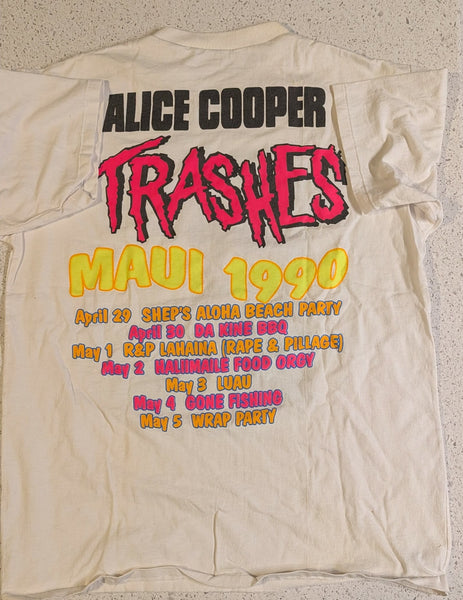 ALICE COOPER
TRASHES
MAUI 1990
April 29 SHEP'S ALOHA BEACH PARTY
April 30 DA KINE BBQ
May 1 R&P LAHAINA (RAPE & PILLAGE)
May 2 HALIIMAILE FOOD ORGY
May 3 LUAU
May 4 GONE FISHING
May 5 WRAP PARTY